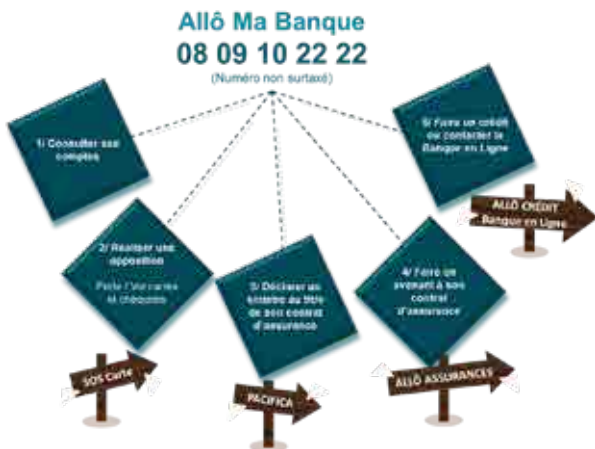 Allô Ma Banque
08 09 10 22 22
(Numéro non surtaxé)
1/ Consulter ses
comptes
2/ Réaliser une
opposition
Perte / Vol cartes
et chéquiers
3/ Déclarer un
sinistre au titre
de son contrat
d'assurance
4/ Faire un
avenant à son
contrat
d'assurance
5/ Faire un crédit
ou contacter la
Banque en Ligne
SOS Carte
PACIFICA
ALLÔ ASSURANCES
ALLÔ CRÉDIT
Banque en Ligne